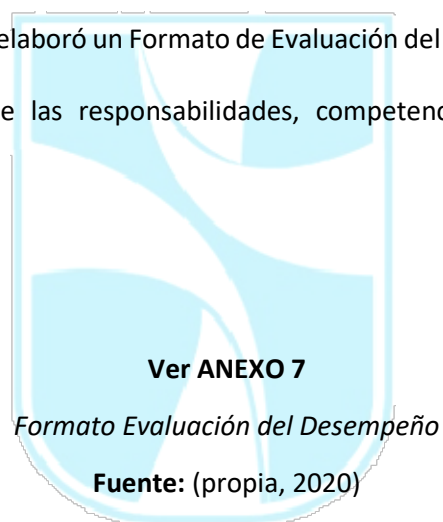 elaboró un Formato de Evaluación del
e las responsabilidades, competenc
Ver ANEXO 7
Formato Evaluación del Desempeño
Fuente: (propia, 2020)